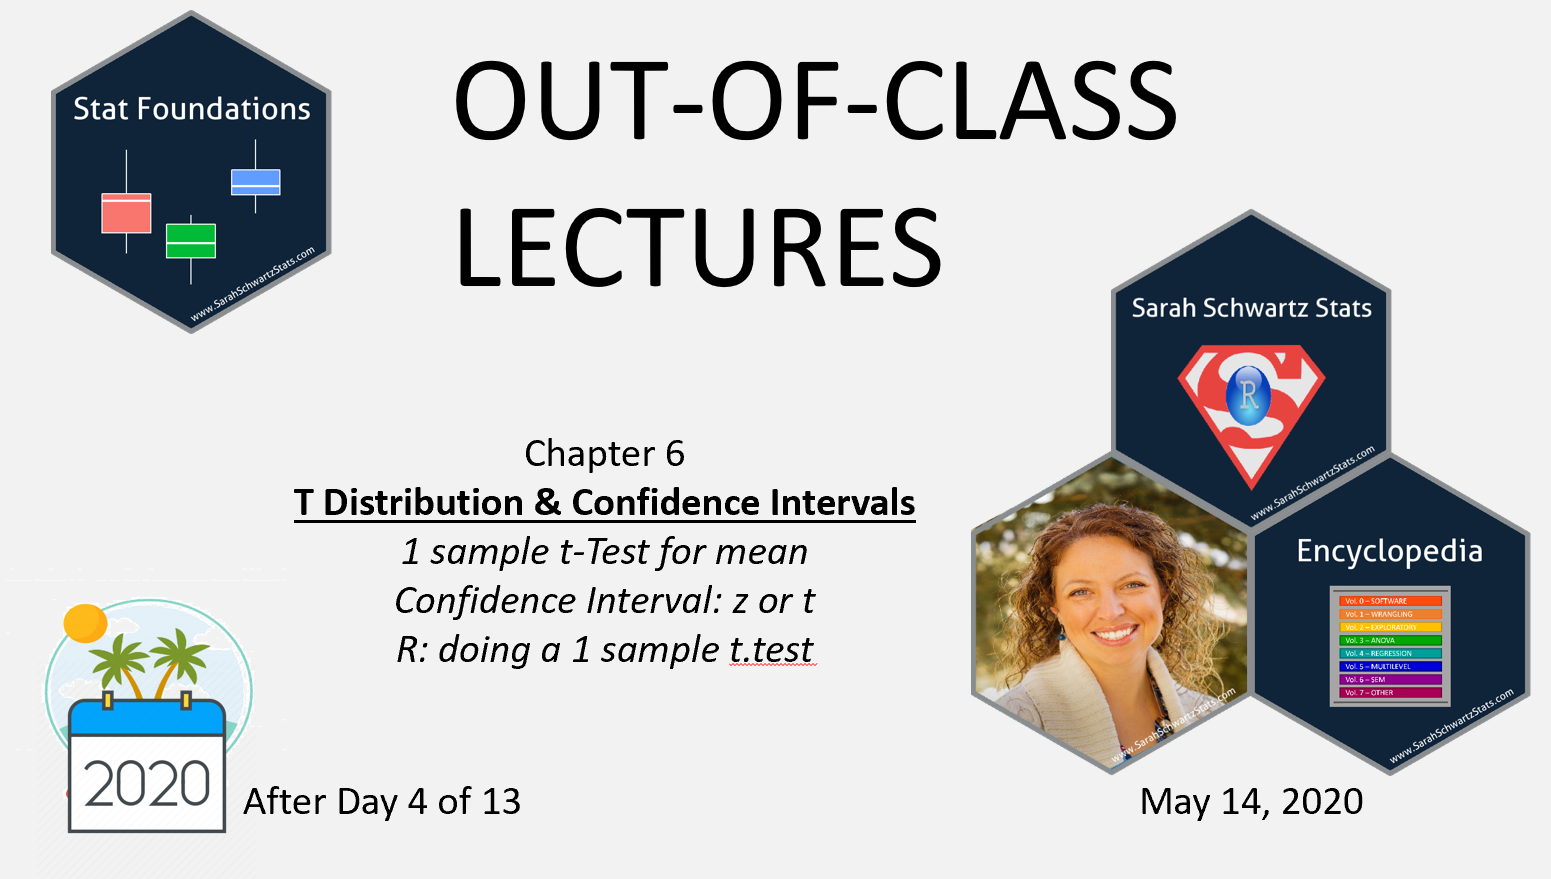 Stat Foundations
www.SarahSchwartzStats.com
OUT-OF-CLASS
LECTURES
Sarah Schwartz Stats
R
www.SarahSchwartzStats.com
Chapter 6
T Distribution & Confidence Intervals
1 sample t-Test for mean
Confidence Interval: z or t
R: doing a 1 sample t.test
www.SarahSchwartzStats.com
Encyclopedia
Vol. 0 – SOFTWARE
Vol. 1 – WRANGLING
Vol. 2 – EXPLORATORY
Vol. 3 – ANOVA
Vol. 4 – REGRESSION
Vol. 5 – MULTILEVEL
Vol. 6 – SEM
Vol. 7 – OTHER
www.SarahSchwartzStats.com
2020
After Day 4 of 13
May 14, 2020